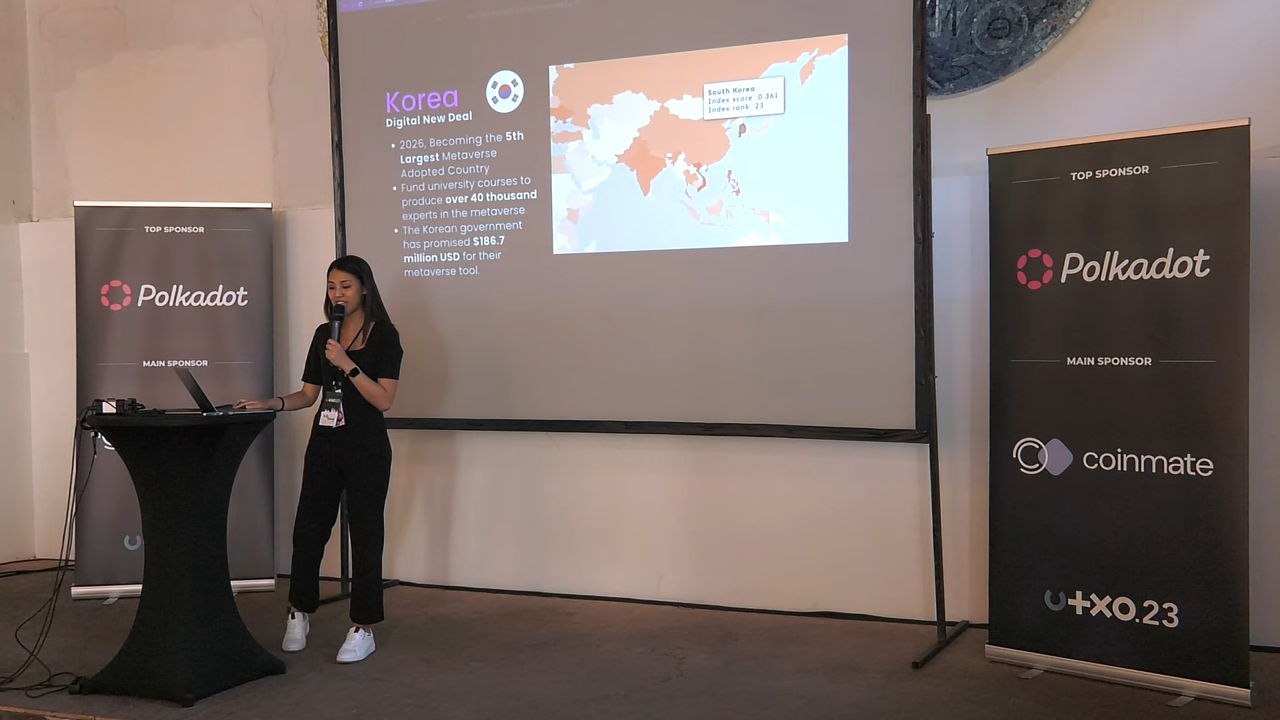 Korea
Digital New Deal
• 2026, Becoming the 5th
Largest Metaverse
Adopted Country
• Fund university courses to
produce over 40 thousand
experts in the metaverse.
• The Korean government
has promised $186.7
million USD for their
metaverse tool.
South Korea
Index score 0.361
Index rank 23
TOP SPONSOR
Polkadot
MAIN SPONSOR
TOP SPONSOR
Polkadot
MAIN SPONSOR
coinmate
utxo.23